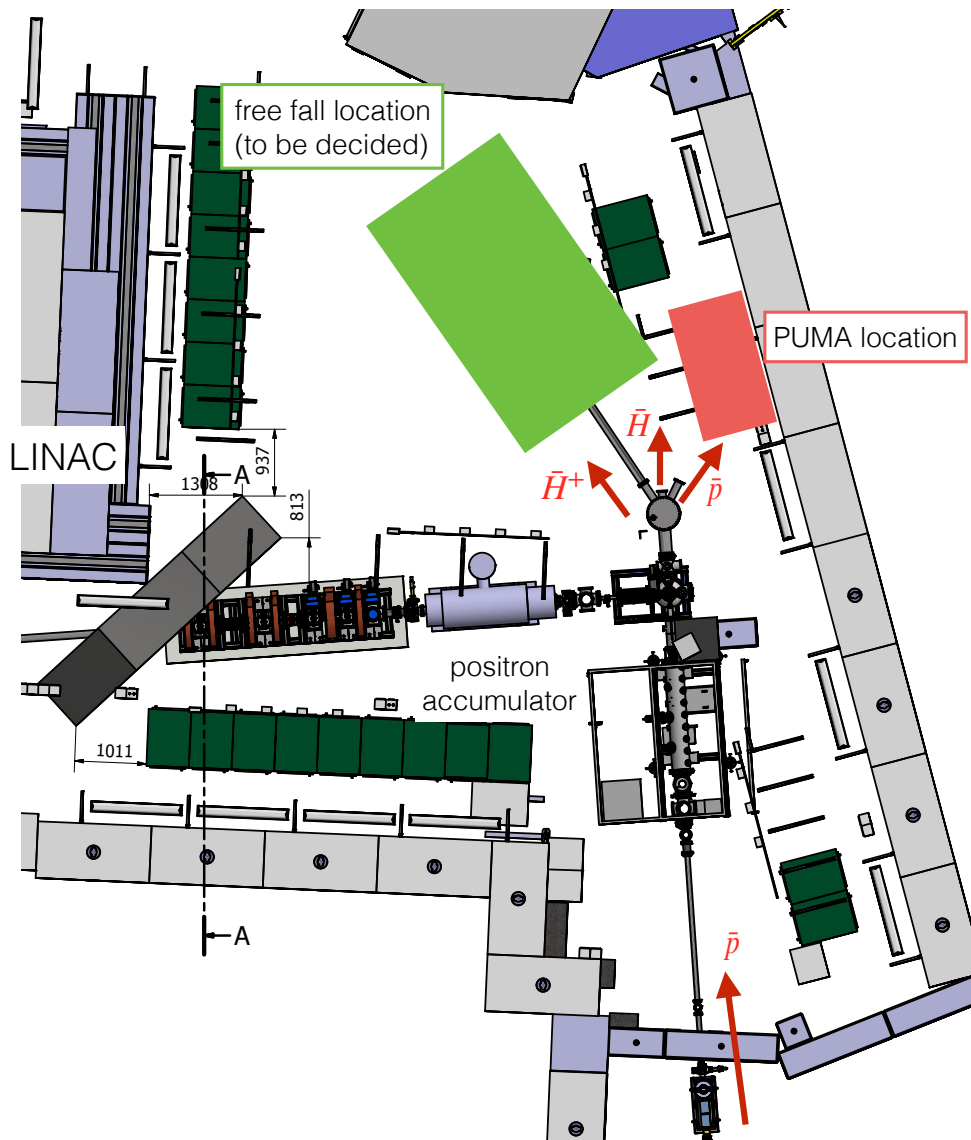 free fall location
(to be decided)
PUMA location
LINAC
937
A
1308
813
H̄
H̄⁺
p̄
positron
accumulator
1011
A
p̄